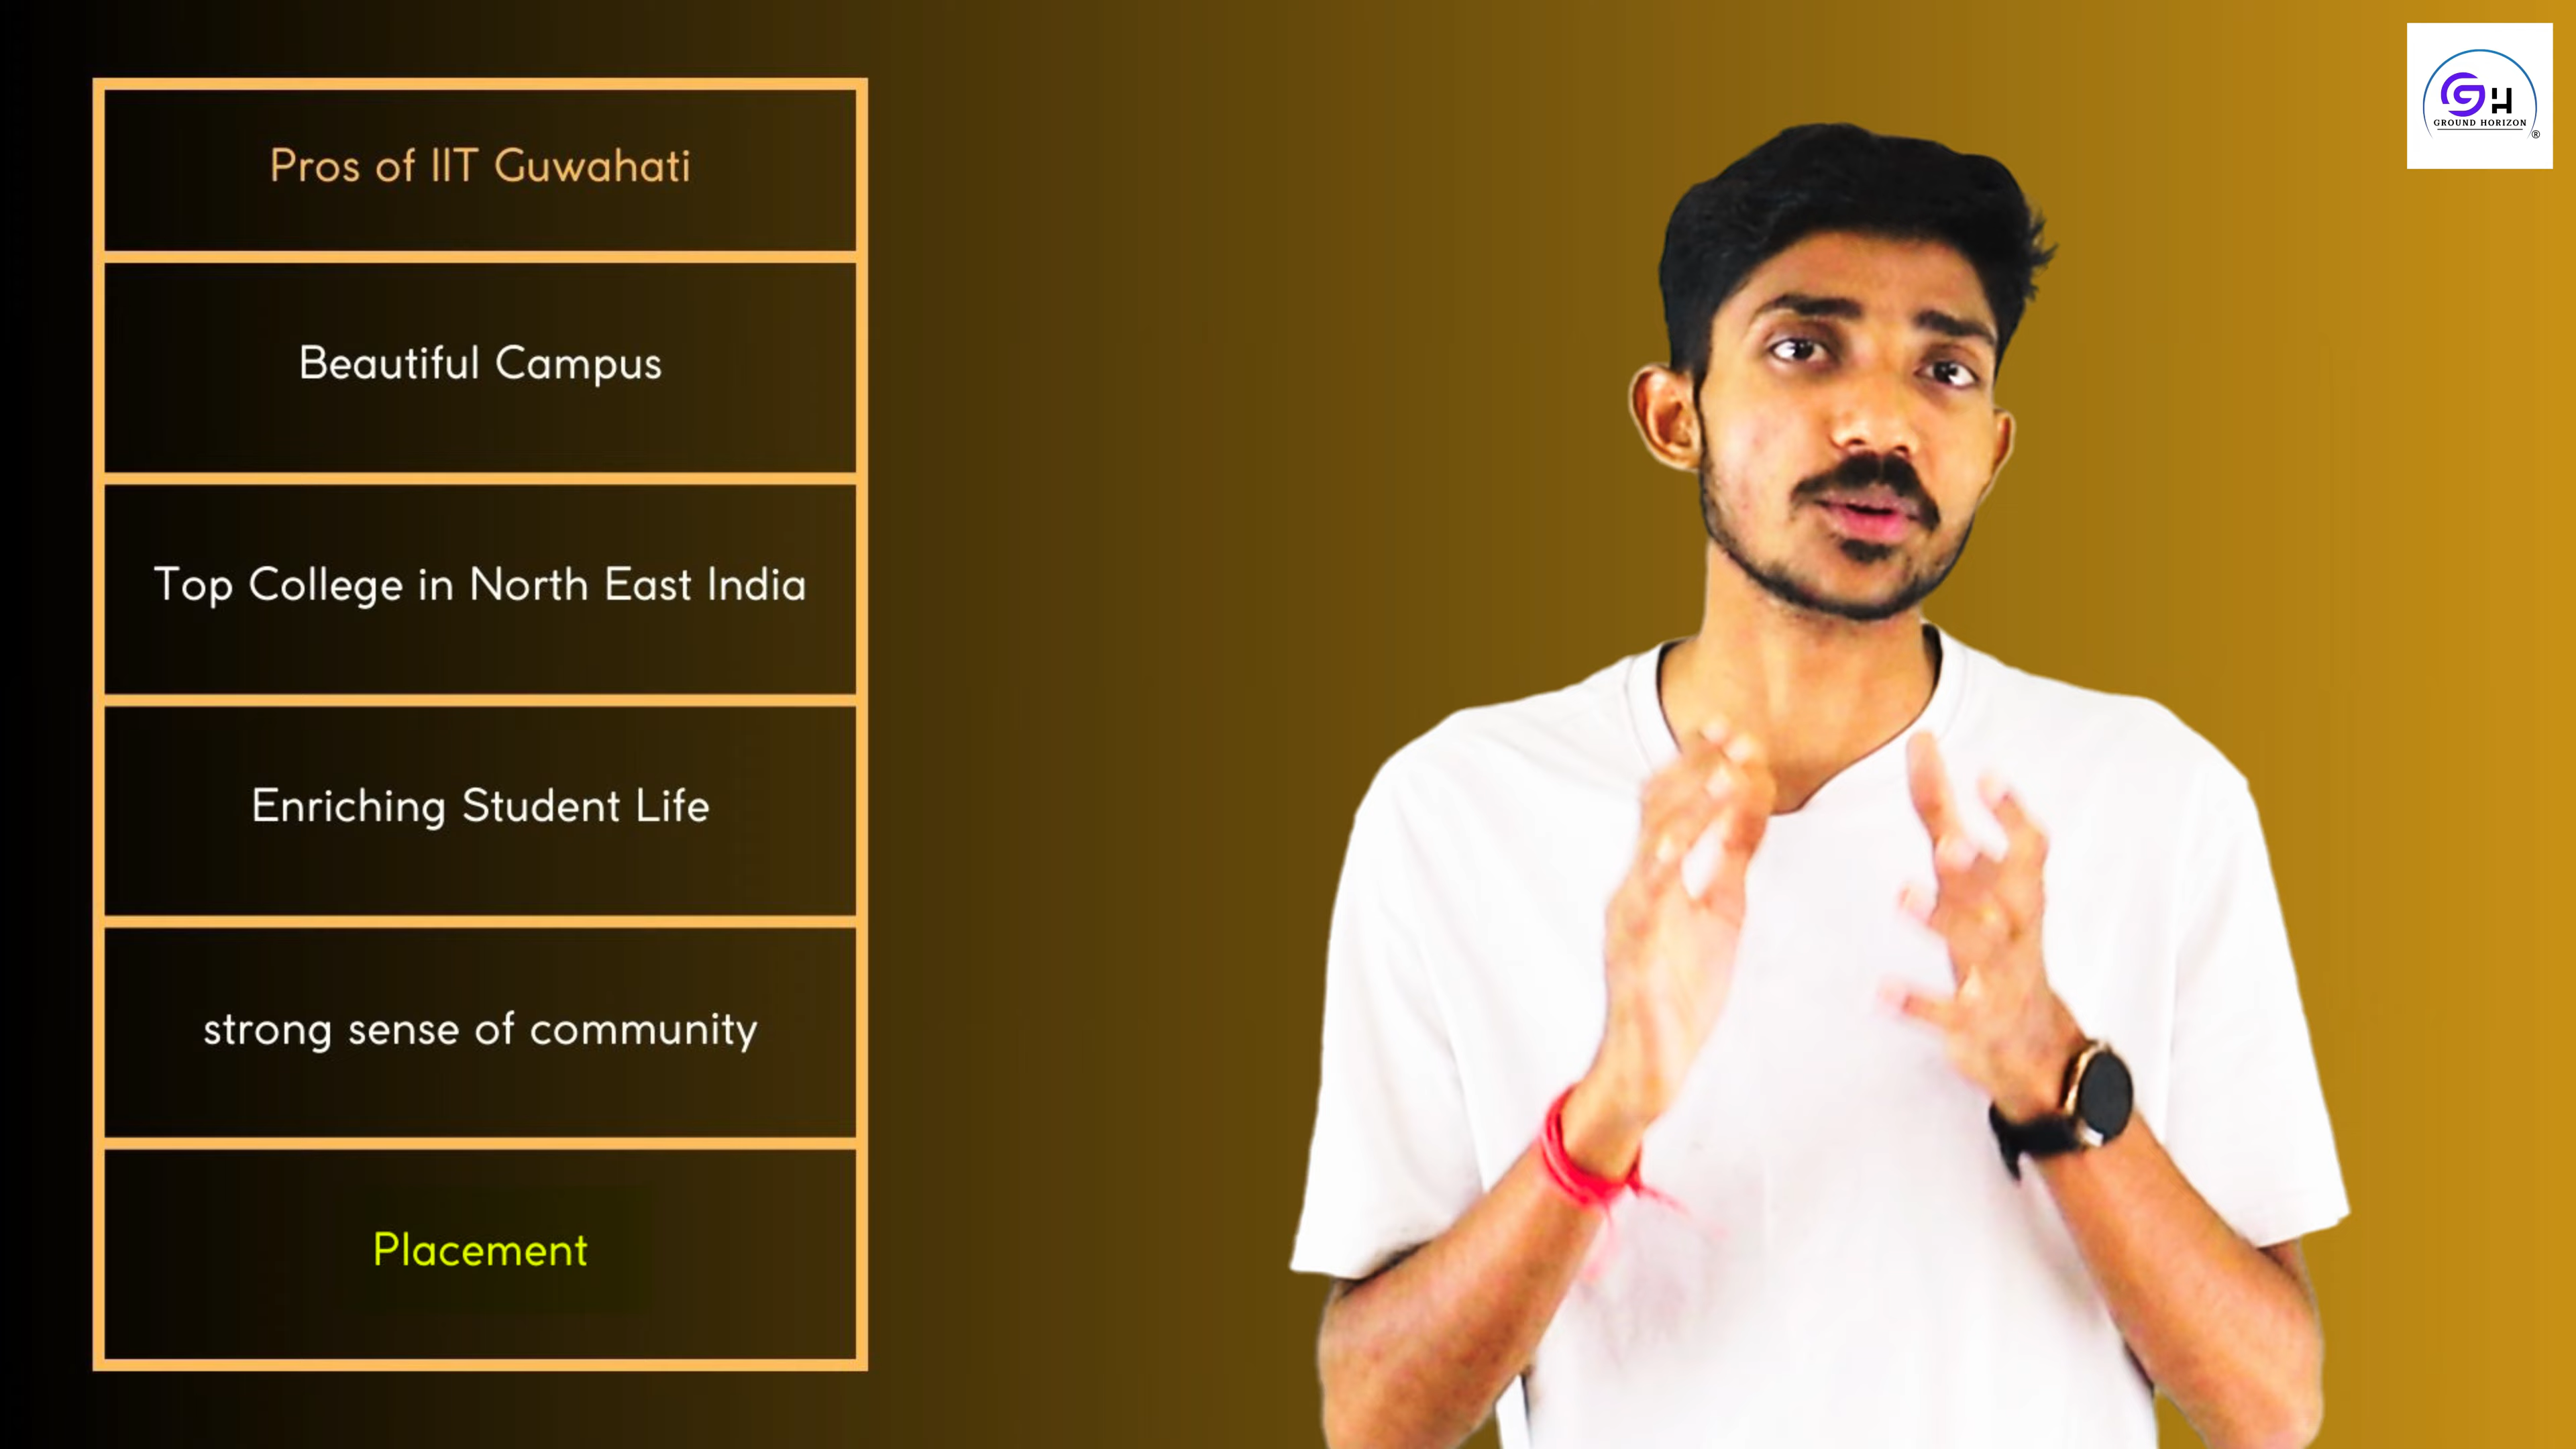 Pros of IIT Guwahati
Beautiful Campus
Top College in North East India
Enriching Student Life
strong sense of community
Placement
GH
GROUND HORIZON
®